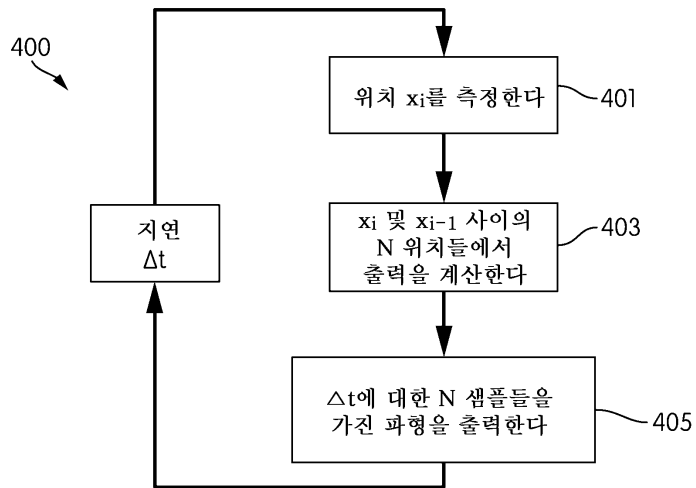 400
위치 xi를 측정한다
401
xi 및 xi-1 사이의
N 위치들에서
출력을 계산한다
403
지연
Δt
△t에 대한 N 샘플들을
가진 파형을 출력한다
405